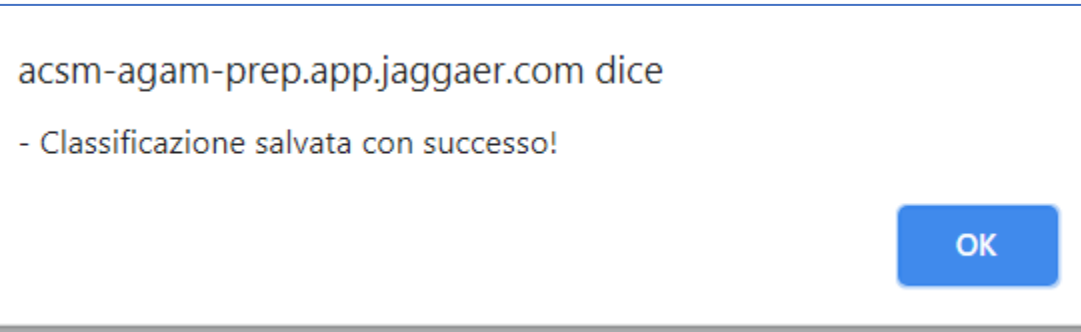 acsm-agam-prep.app.jaggaer.com dice
- Classificazione salvata con successo!
OK